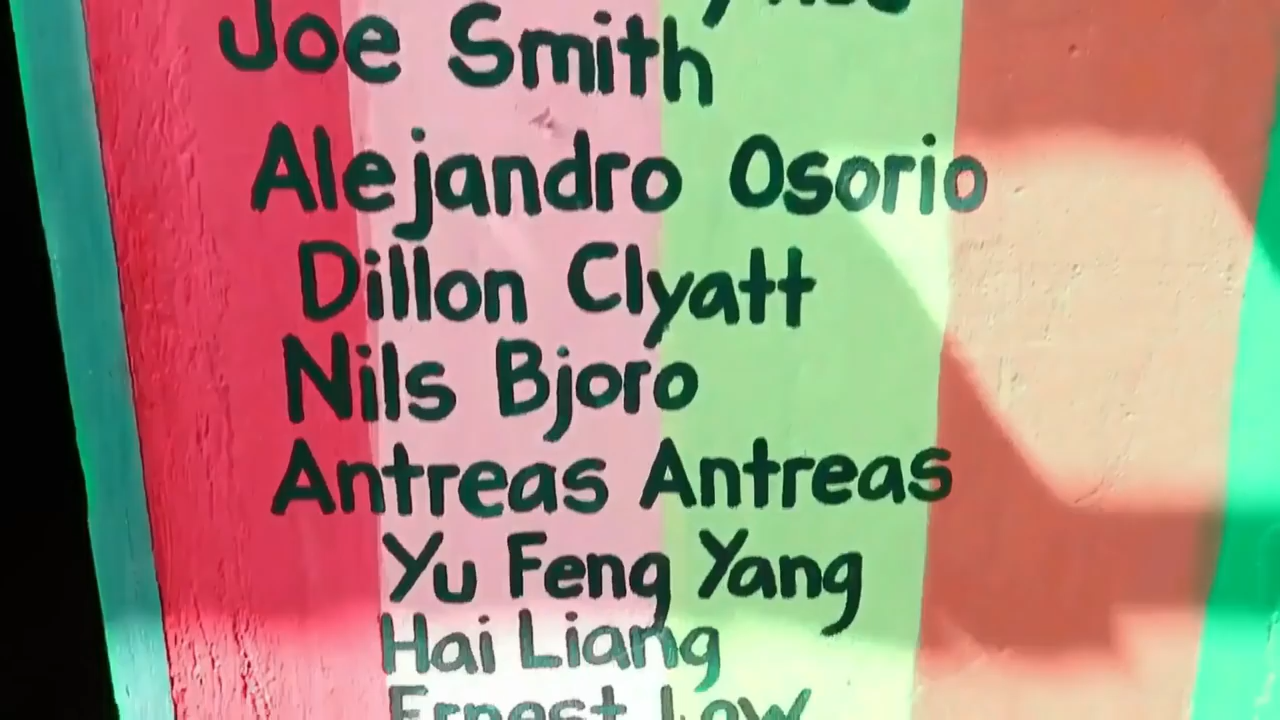 Joe Smith
Alejandro Osorio
Dillon Clyatt
Nils Bjoro
Antreas Antreas
Yu Feng Yang
Hai Liang
Ernest Low